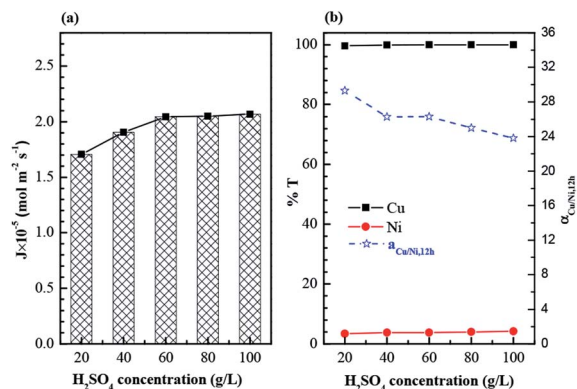 (a)
(b)
2.5
2.0
1.5
1.0
0.5
0.0
J×10⁻⁵ (mol m⁻² s⁻¹)
20 40 60 80 100
H₂SO₄ concentration (g/L)
100
80
60
40
20
0
% T
Cu
Ni
a Cu/Ni,12h
36
32
28
24
20
16
12
8
4
0
α Cu/Ni,12h
20 40 60 80 100
H₂SO₄ concentration (g/L)